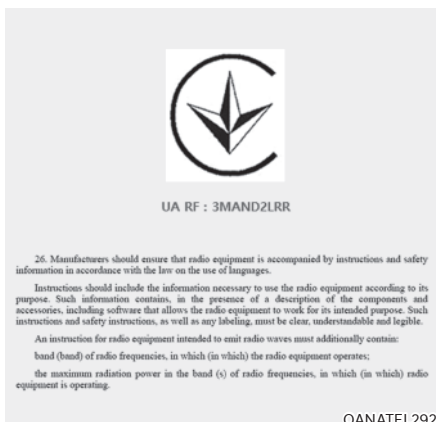 UA RF : 3MAND2LRR
26. Manufacturers should ensure that radio equipment is accompanied by instructions and safety
information in accordance with the law on the use of languages.
Instructions should include the information necessary to use the radio equipment according to its
purpose. Such information contains, in the presence of a description of the components and
accessories, including software that allows the radio equipment to work for its intended purpose. Such
instructions and safety instructions, as well as any labeling, must be clear, understandable and legible.
An instruction for radio equipment intended to emit radio waves must additionally contain:
band (band) of radio frequencies, in which (in which) the radio equipment operates;
the maximum radiation power in the band (s) of radio frequencies, in which (in which) radio
equipment is operating.
OANATEL292